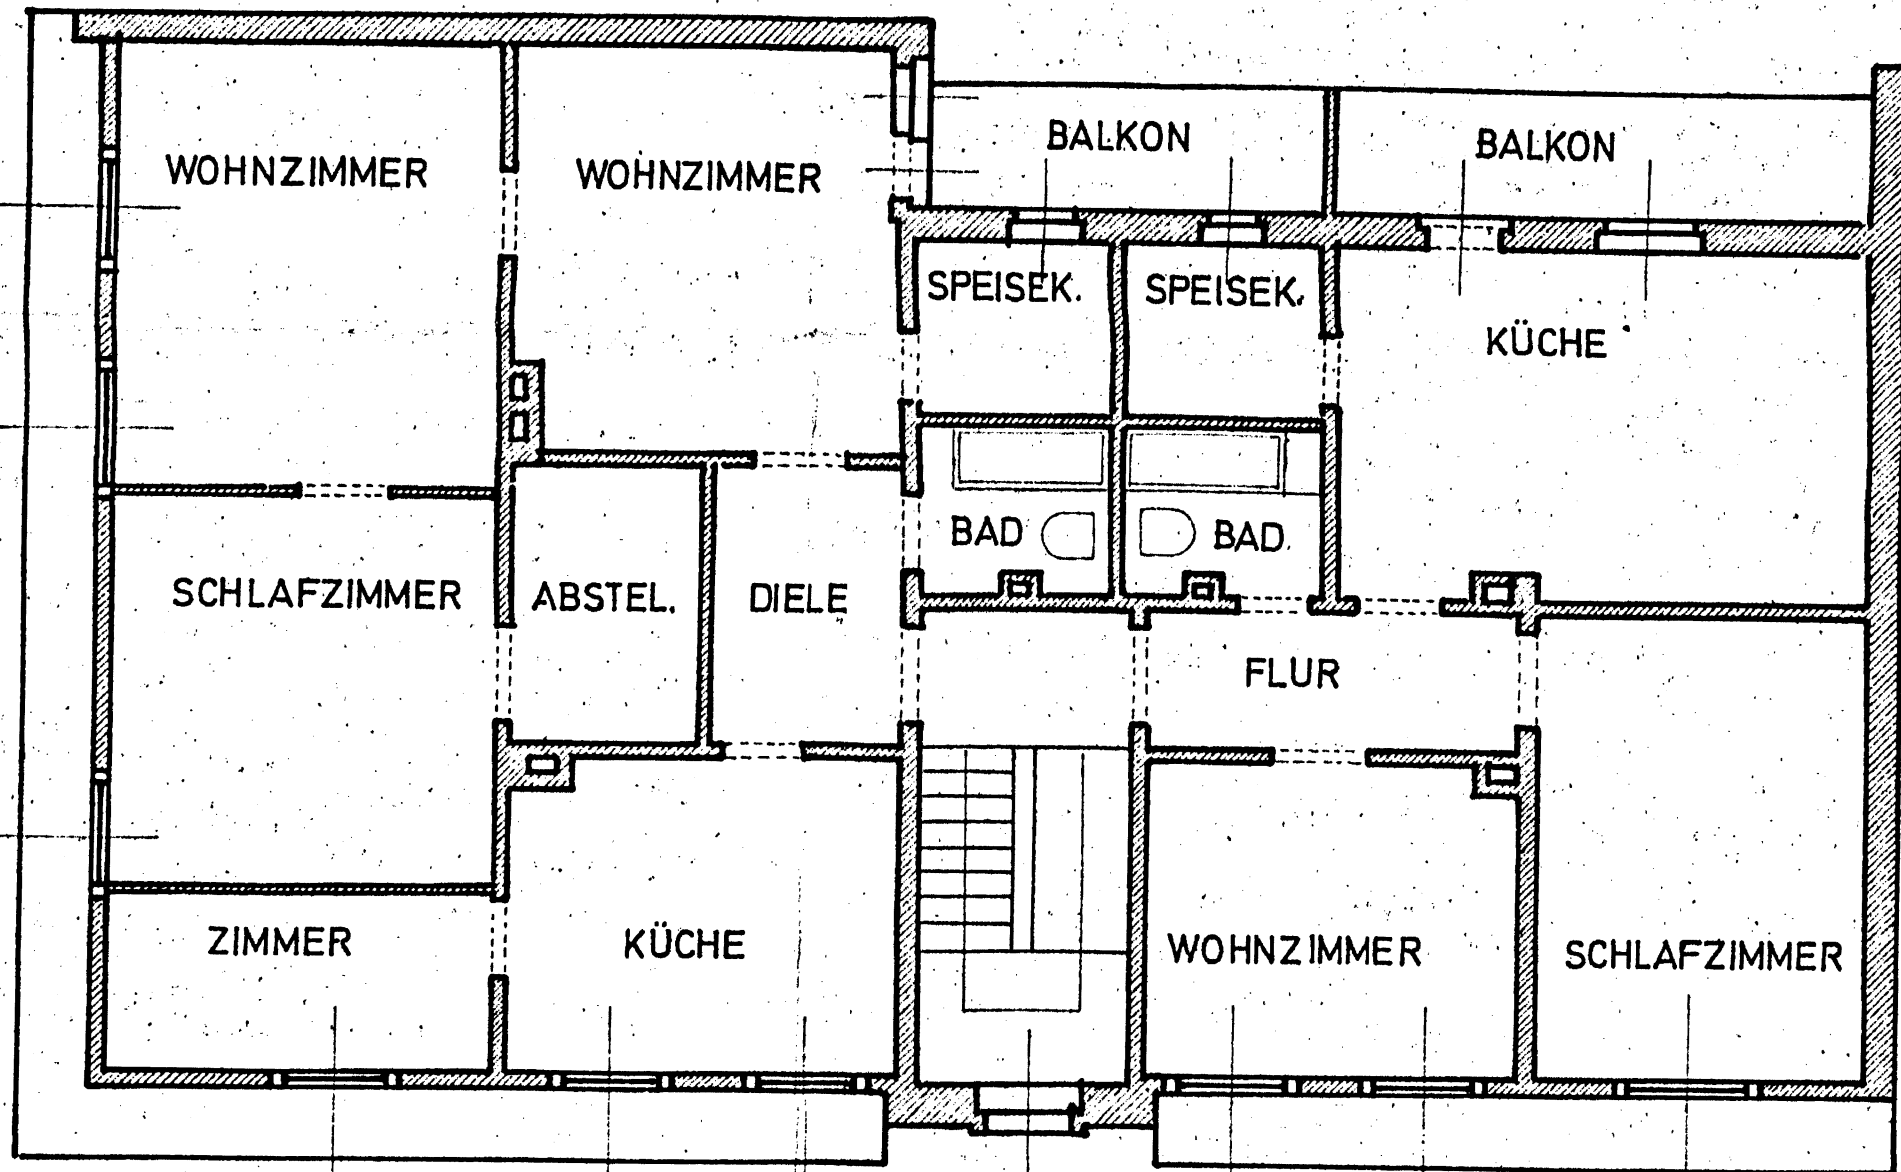 BALKON
BALKON
WOHNZIMMER
WOHNZIMMER
SPEISEK.
SPEISEK.
KÜCHE
BAD
BAD
SCHLAFZIMMER
ABSTEL.
DIELE
FLUR
ZIMMER
KÜCHE
WOHNZIMMER
SCHLAFZIMMER